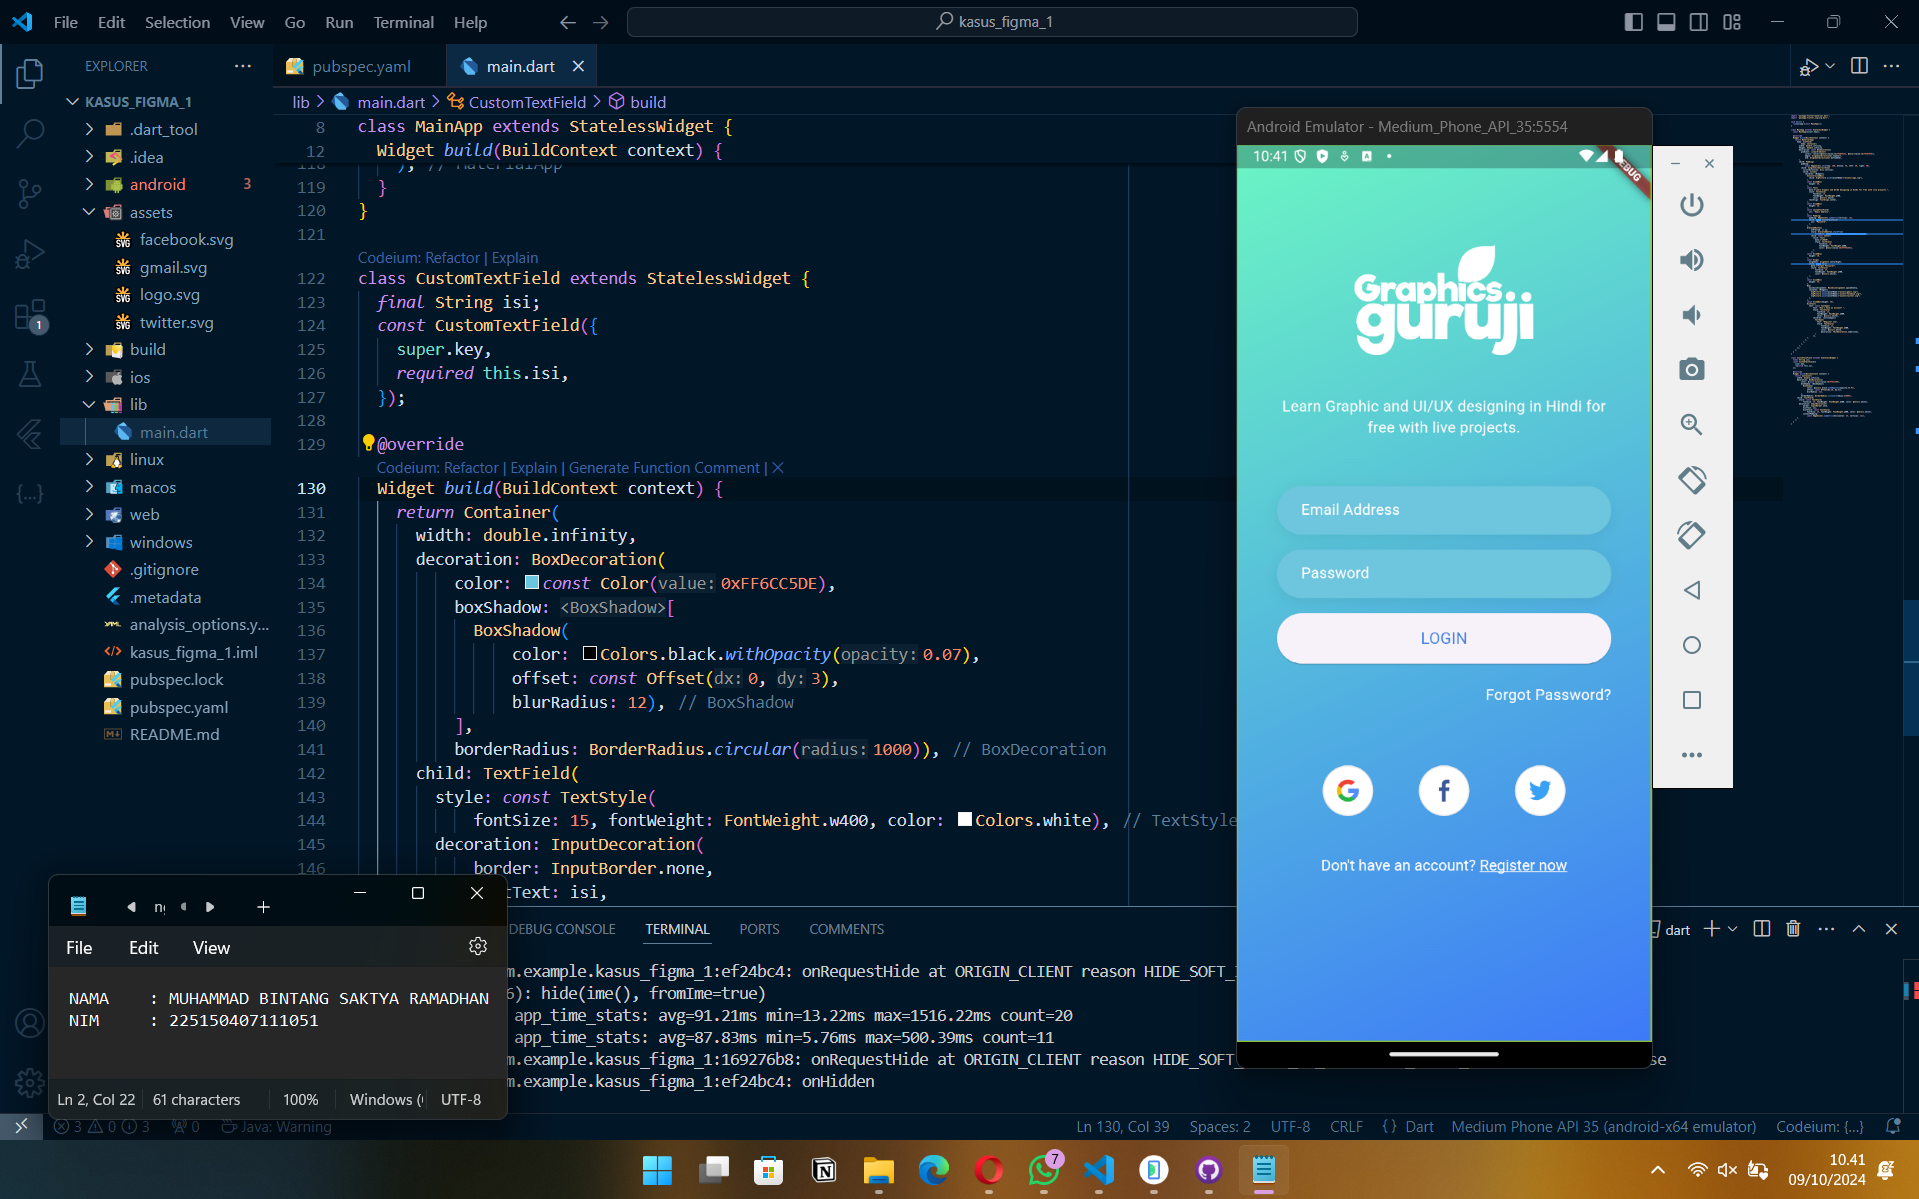 File Edit Selection View Go Run Terminal Help
kasus_figma_1
EXPLORER
KASUS_FIGMA_1
.dart_tool
.idea
android 3
assets
facebook.svg
gmail.svg
logo.svg
twitter.svg
build
ios
lib
main.dart
linux
macos
web
windows
.gitignore
.metadata
analysis_options.y...
kasus_figma_1.iml
pubspec.lock
pubspec.yaml
README.md
1
pubspec.yaml
main.dart
lib > main.dart > CustomTextField > build
8 class MainApp extends StatelessWidget {
12 Widget build(BuildContext context) {
118 ), // MaterialApp
119 }
120 }
121
Codeium: Refactor | Explain
122 class CustomTextField extends StatelessWidget {
123 final String isi;
124 const CustomTextField({
125 super.key,
126 required this.isi,
127 });
128
129 @override
Codeium: Refactor | Explain | Generate Function Comment | X
130 Widget build(BuildContext context) {
131 return Container(
132 width: double.infinity,
133 decoration: BoxDecoration(
134 color: const Color(value: 0xFF6CC5DE),
135 boxShadow: <BoxShadow>[
136 BoxShadow(
137 color: Colors.black.withOpacity(opacity: 0.07),
138 offset: const Offset(dx: 0, dy: 3),
139 blurRadius: 12), // BoxShadow
140 ],
141 borderRadius: BorderRadius.circular(radius: 1000)), // BoxDecoration
142 child: TextField(
143 style: const TextStyle(
144 fontSize: 15, fontWeight: FontWeight.w400, color: Colors.white), // TextStyle
145 decoration: InputDecoration(
146 border: InputBorder.none,
tText: isi,
DEBUG CONSOLE TERMINAL PORTS COMMENTS
dart
m.example.kasus_figma_1:ef24bc4: onRequestHide at ORIGIN_CLIENT reason HIDE_SOFT_
6): hide(ime(), fromIme=true)
app_time_stats: avg=91.21ms min=13.22ms max=1516.22ms count=20
app_time_stats: avg=87.83ms min=5.76ms max=500.39ms count=11
m.example.kasus_figma_1:169276b8: onRequestHide at ORIGIN_CLIENT reason HIDE_SOFT_ se
m.example.kasus_figma_1:ef24bc4: onHidden
Android Emulator - Medium_Phone_API_35:5554
10:41
Graphics
guruji
Learn Graphic and UI/UX designing in Hindi for
free with live projects.
Email Address
Password
LOGIN
Forgot Password?
Don't have an account? Register now
File Edit View
NAMA : MUHAMMAD BINTANG SAKTYA RAMADHAN
NIM : 225150407111051
Ln 2, Col 22 61 characters 100% Windows ( UTF-8
3 0 3 0 Java: Warning
Ln 130, Col 39 Spaces: 2 UTF-8 CRLF {} Dart Medium Phone API 35 (android-x64 emulator) Codeium: {...}
7
10.41
09/10/2024